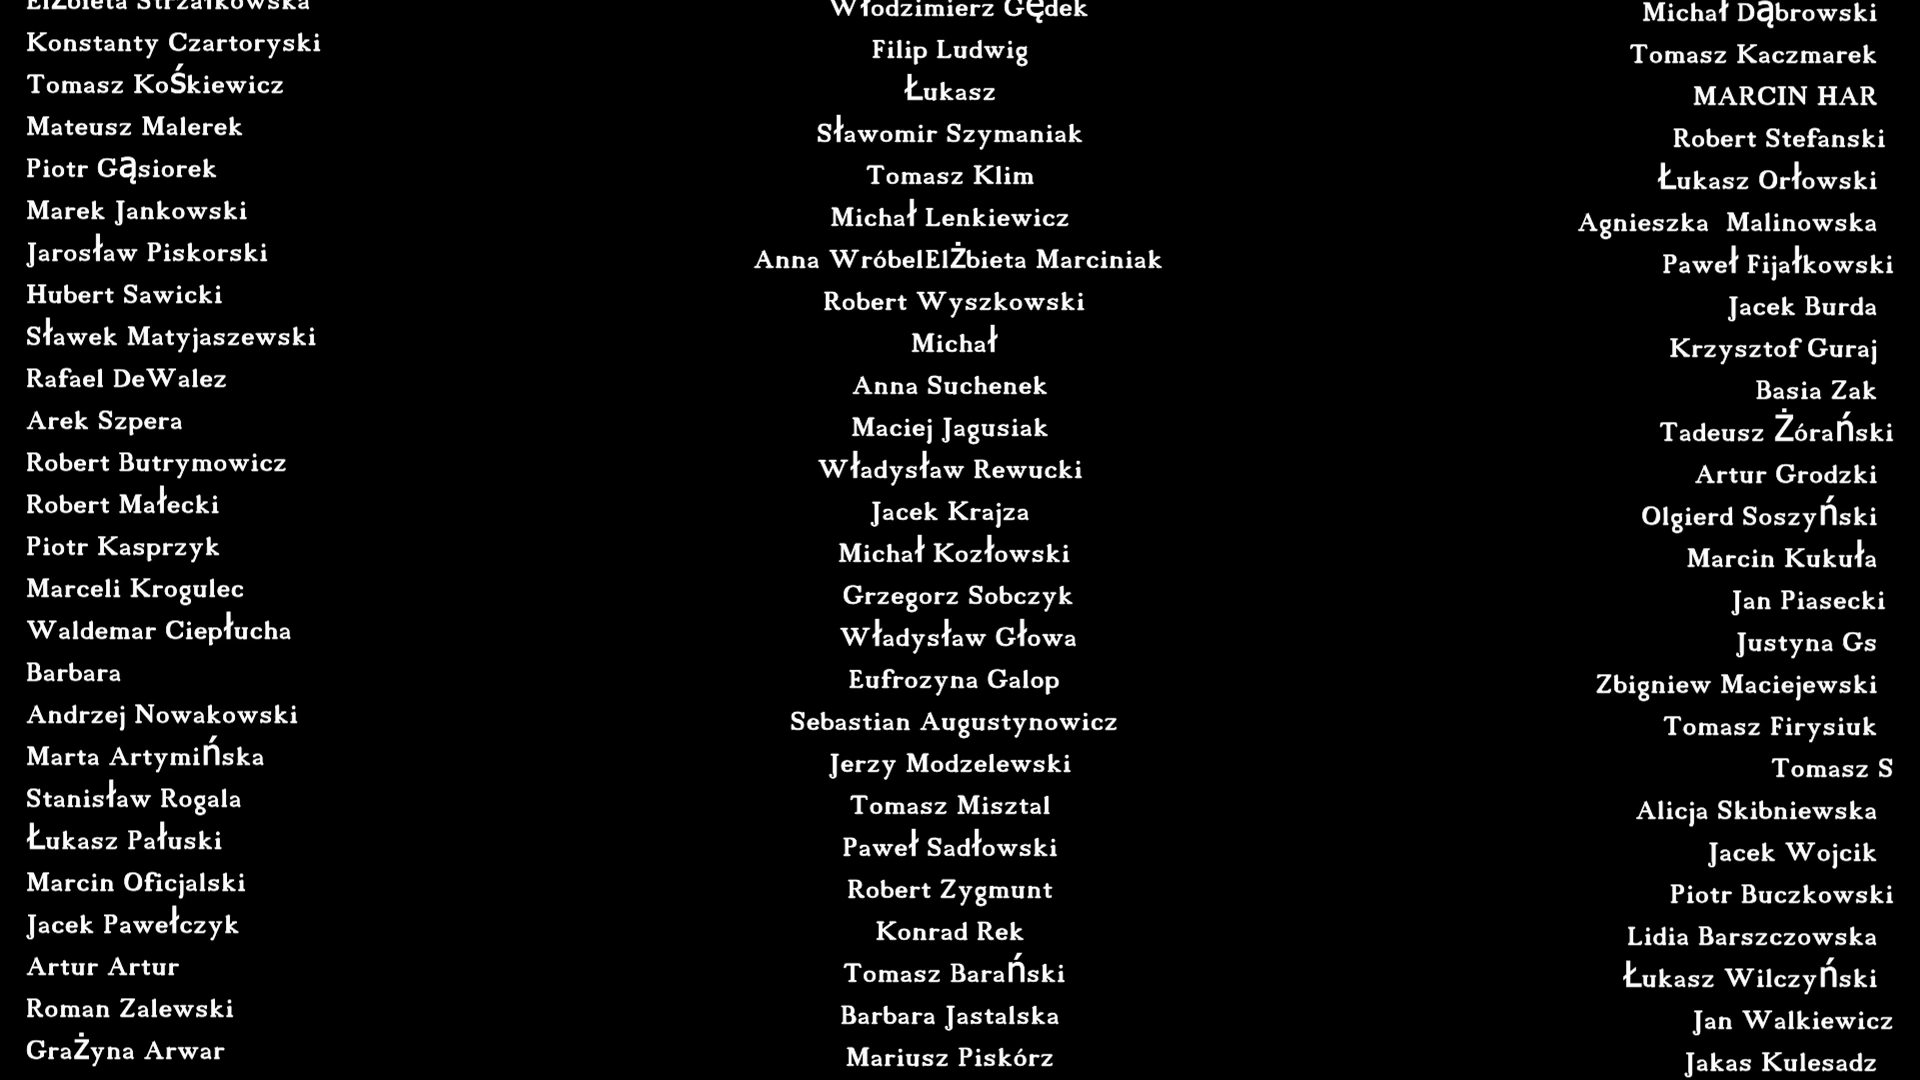 Elżbieta Strzałkowska
Konstanty Czartoryski
Tomasz Kośkiewicz
Mateusz Malerek
Piotr Gąsiorek
Marek Jankowski
Jarosław Piskorski
Hubert Sawicki
Sławek Matyjaszewski
Rafael DeWalez
Arek Szpera
Robert Butrymowicz
Robert Małecki
Piotr Kasprzyk
Marceli Krogulec
Waldemar Ciepłucha
Barbara
Andrzej Nowakowski
Marta Artymińska
Stanisław Rogala
Łukasz Pałuski
Marcin Oficjalski
Jacek Pawełczyk
Artur Artur
Roman Zalewski
Grażyna Arwar
Włodzimierz Gędek
Filip Ludwig
Łukasz
Sławomir Szymaniak
Tomasz Klim
Michał Lenkiewicz
Anna WróbelElżbieta Marciniak
Robert Wyszkowski
Michał
Anna Suchenek
Maciej Jagusiak
Władysław Rewucki
Jacek Krajza
Michał Kozłowski
Grzegorz Sobczyk
Władysław Głowa
Eufrozyna Galop
Sebastian Augustynowicz
Jerzy Modzelewski
Tomasz Misztal
Paweł Sadłowski
Robert Zygmunt
Konrad Rek
Tomasz Barański
Barbara Jastalska
Mariusz Piskórz
Michał Dąbrowski
Tomasz Kaczmarek
MARCIN HAR
Robert Stefanski
Łukasz Orłowski
Agnieszka  Malinowska
Paweł Fijałkowski
Jacek Burda
Krzysztof Guraj
Basia Zak
Tadeusz Żórański
Artur Grodzki
Olgierd Soszyński
Marcin Kukuła
Jan Piasecki
Justyna Gs
Zbigniew Maciejewski
Tomasz Firysiuk
Tomasz S
Alicja Skibniewska
Jacek Wojcik
Piotr Buczkowski
Lidia Barszczowska
Łukasz Wilczyński
Jan Walkiewicz
Jakas Kulesadz